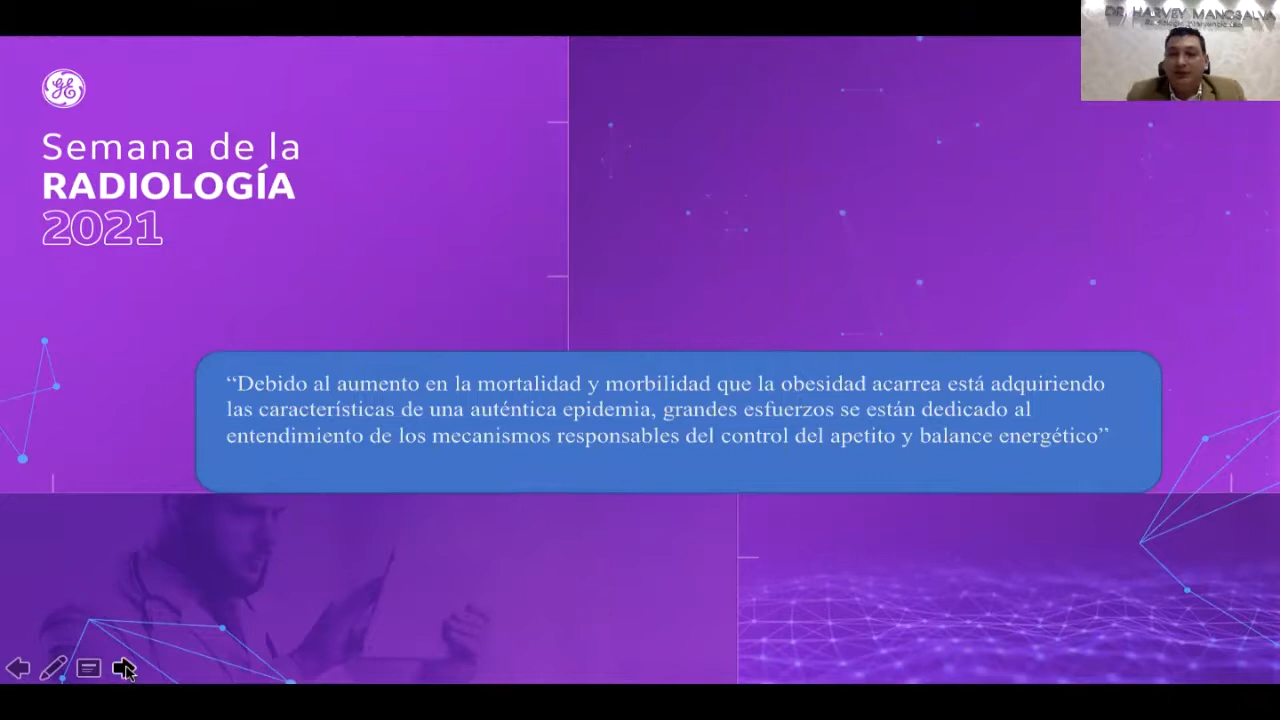 DR. HARVEY MANOSALVA
GE
Semana de la
RADIOLOGÍA
2021
“Debido al aumento en la mortalidad y morbilidad que la obesidad acarrea está adquiriendo
las características de una auténtica epidemia, grandes esfuerzos se están dedicado al
entendimiento de los mecanismos responsables del control del apetito y balance energético”